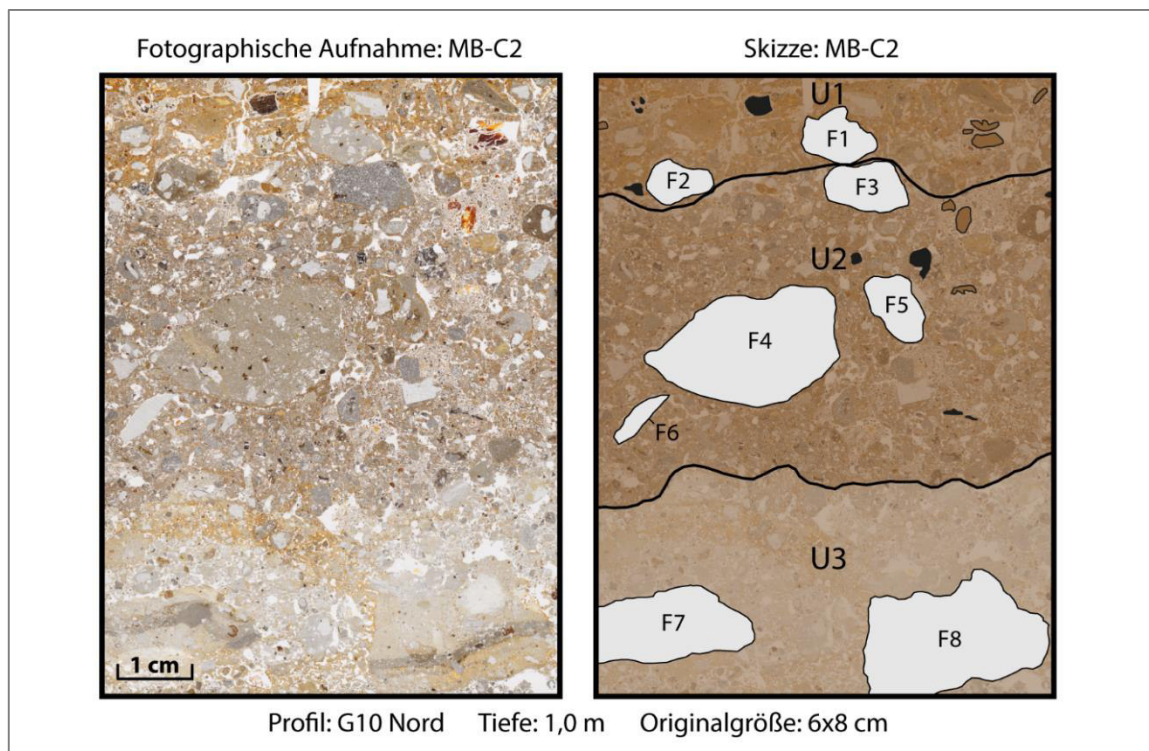 Fotographische Aufnahme: MB-C2
Skizze: MB-C2
U1
F1
F2
F3
U2
F5
F4
F6
U3
F7
F8
1 cm
Profil: G10 Nord Tiefe: 1,0 m Originalgröße: 6x8 cm